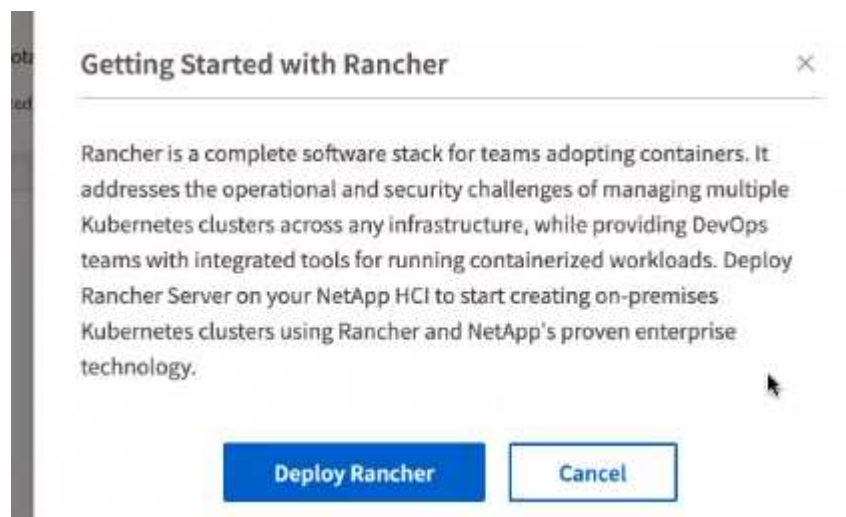 Getting Started with Rancher
Rancher is a complete software stack for teams adopting containers. It
addresses the operational and security challenges of managing multiple
Kubernetes clusters across any infrastructure, while providing DevOps
teams with integrated tools for running containerized workloads. Deploy
Rancher Server on your NetApp HCI to start creating on-premises
Kubernetes clusters using Rancher and NetApp's proven enterprise
technology.
Deploy Rancher
Cancel